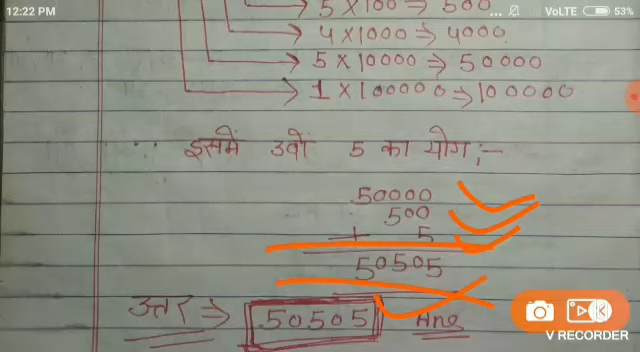 12:22 PM ... VoLTE 53%
5 × 100 ⇒ 500
4 × 1000 ⇒ 4000
5 × 10000 ⇒ 50000
1 × 100000 ⇒ 100000
∴ इसमें उवों 5 का योग ;—
50000
500
+ 5
50505
उत्तर ⇒ 50505 Ans
V RECORDER